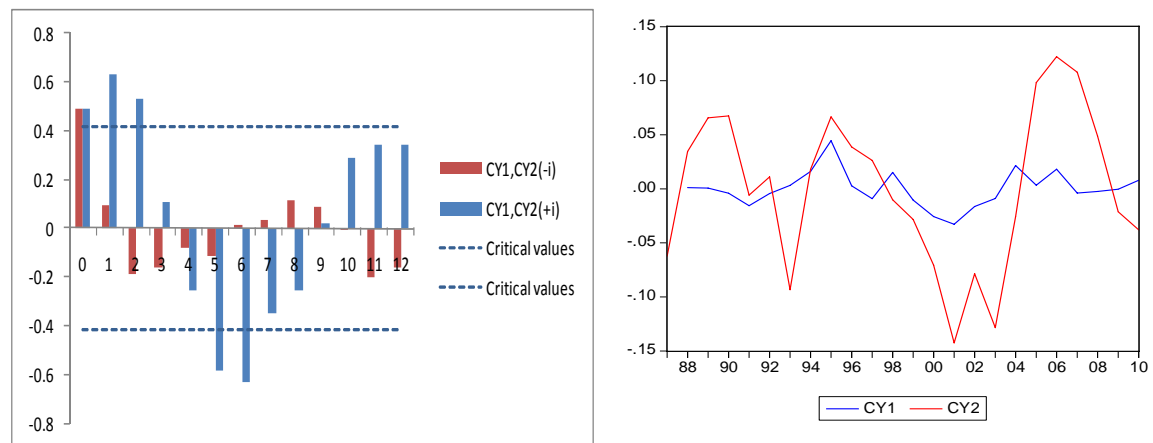 0.8
0.6
0.4
0.2
0
-0.2
-0.4
-0.6
-0.8
0 1 2 3 4 5 6 7 8 9 10 11 12
CY1,CY2(-i)
CY1,CY2(+i)
Critical values
Critical values
.15
.10
.05
.00
-.05
-.10
-.15
88 90 92 94 96 98 00 02 04 06 08 10
CY1 CY2